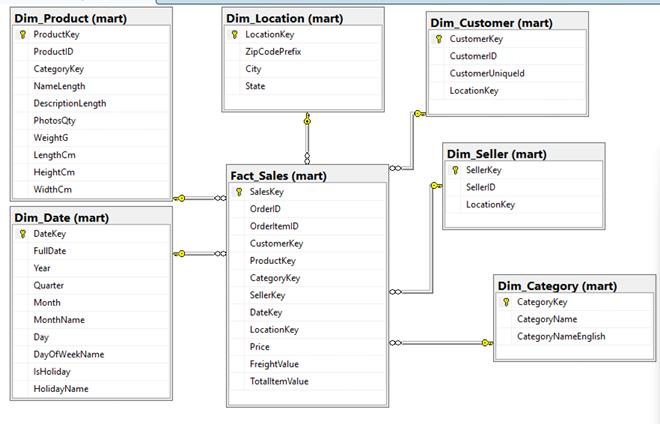 Dim_Product (mart)
ProductKey
ProductID
CategoryKey
NameLength
DescriptionLength
PhotosQty
WeightG
LengthCm
HeightCm
WidthCm
Dim_Location (mart)
LocationKey
ZipCodePrefix
City
State
Dim_Customer (mart)
CustomerKey
CustomerID
CustomerUniqueId
LocationKey
Dim_Seller (mart)
SellerKey
SellerID
LocationKey
Fact_Sales (mart)
SalesKey
OrderID
OrderItemID
CustomerKey
ProductKey
CategoryKey
SellerKey
DateKey
LocationKey
Price
FreightValue
TotalItemValue
Dim_Date (mart)
DateKey
FullDate
Year
Quarter
Month
MonthName
Day
DayOfWeekName
IsHoliday
HolidayName
Dim_Category (mart)
CategoryKey
CategoryName
CategoryNameEnglish